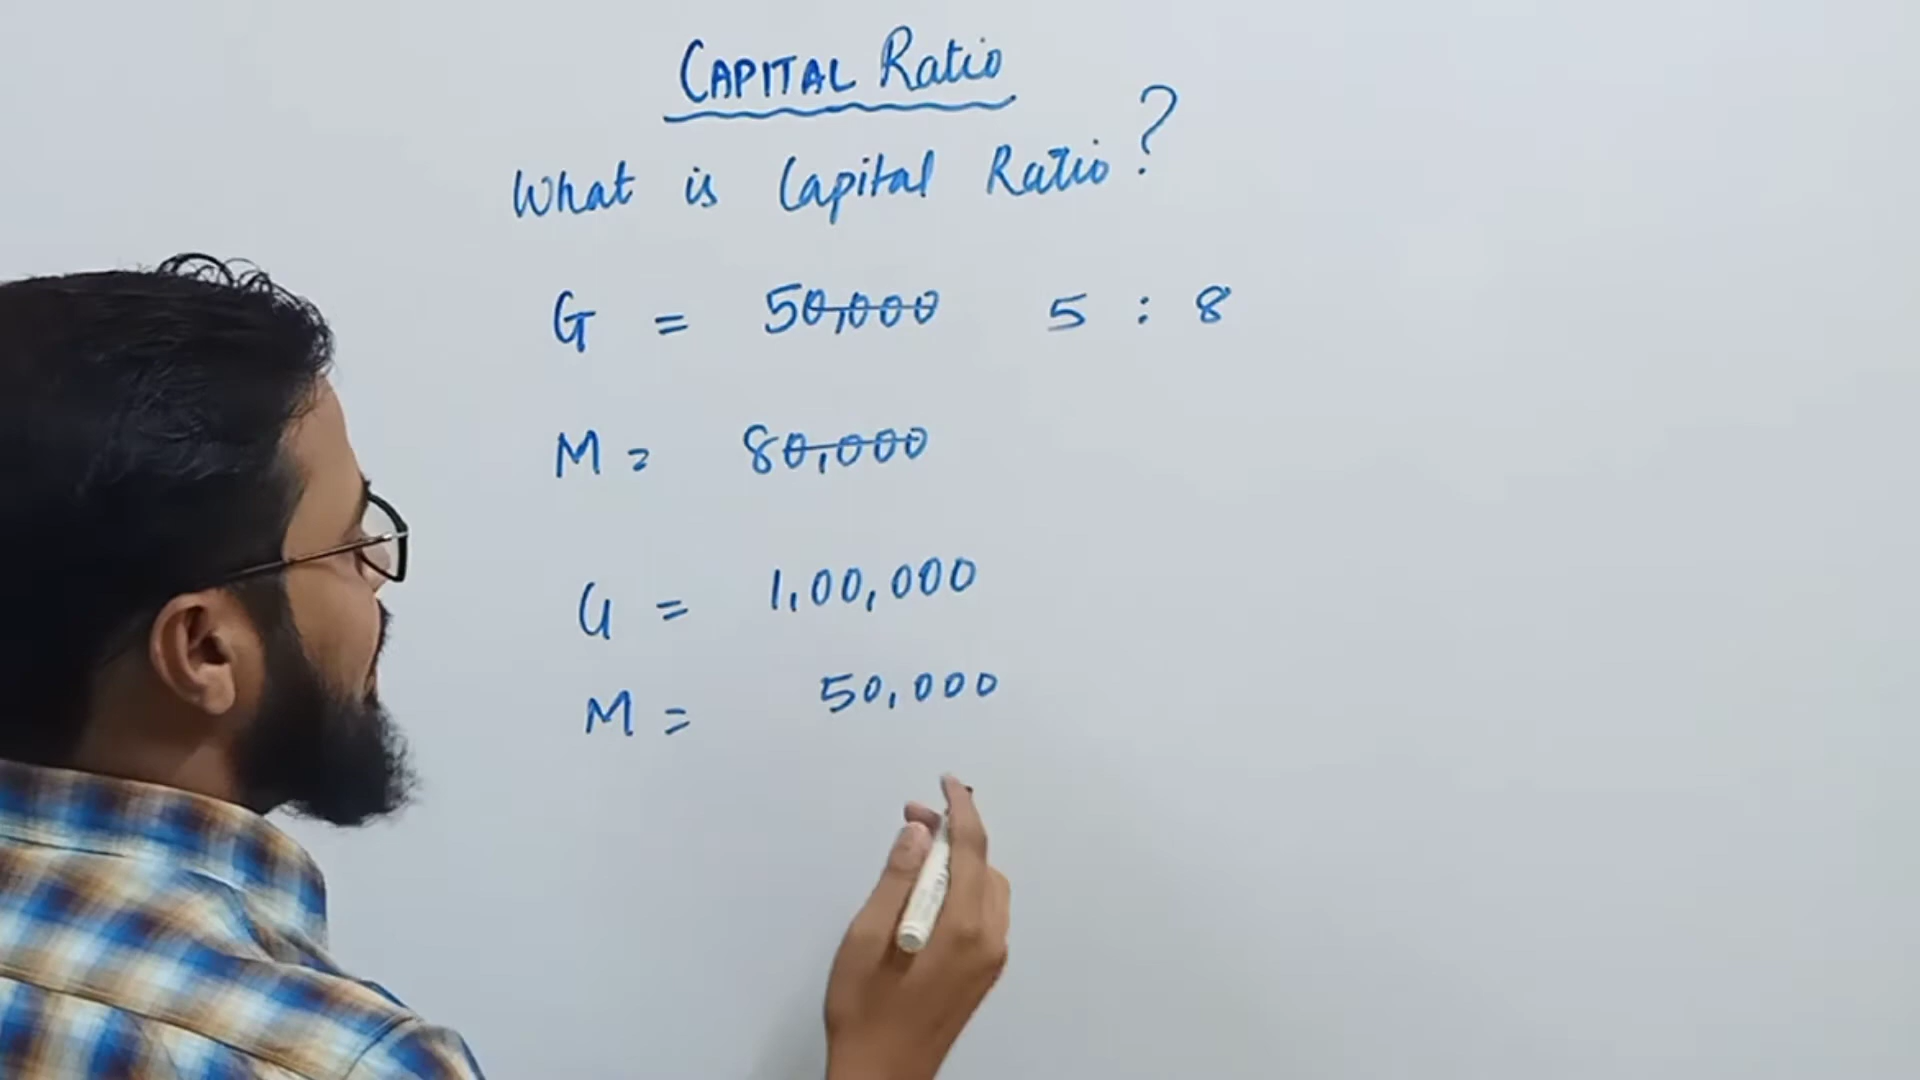 CAPITAL Ratio
What is Capital Ratio?
G = 50,000 5 : 8
M = 80,000
G = 1,00,000
M = 50,000